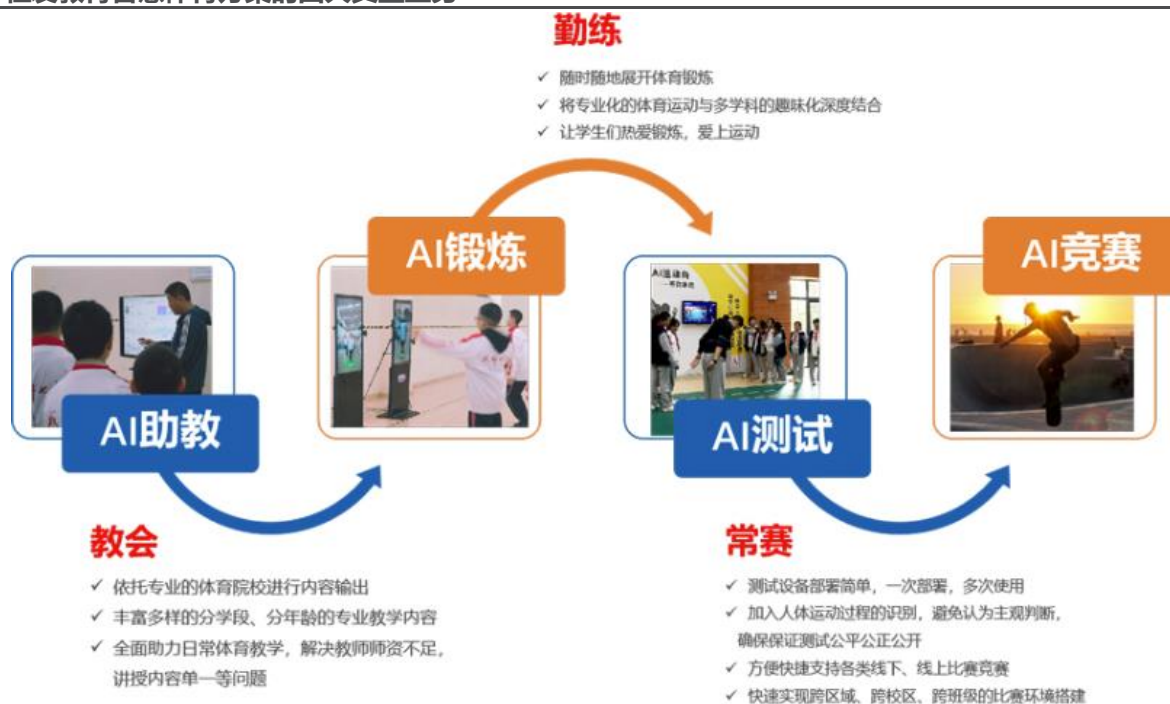 勤练
✓ 随时随地展开体育锻炼
✓ 将专业化的体育运动与多学科的趣味化深度结合
✓ 让学生们热爱锻炼，爱上运动
AI锻炼
AI竞赛
AI助教
AI测试
教会
✓ 依托专业的体育院校进行内容输出
✓ 丰富多样的分学段、分年龄的专业教学内容
✓ 全面助力日常体育教学，解决教师师资不足，
讲授内容单一等问题
常赛
✓ 测试设备部署简单，一次部署，多次使用
✓ 加入人体运动过程的识别，避免认为主观判断，
确保保证测试公平公正公开
✓ 方便快捷支持各类线下、线上比赛竞赛
✓ 快速实现跨区域、跨校区、跨班级的比赛环境搭建